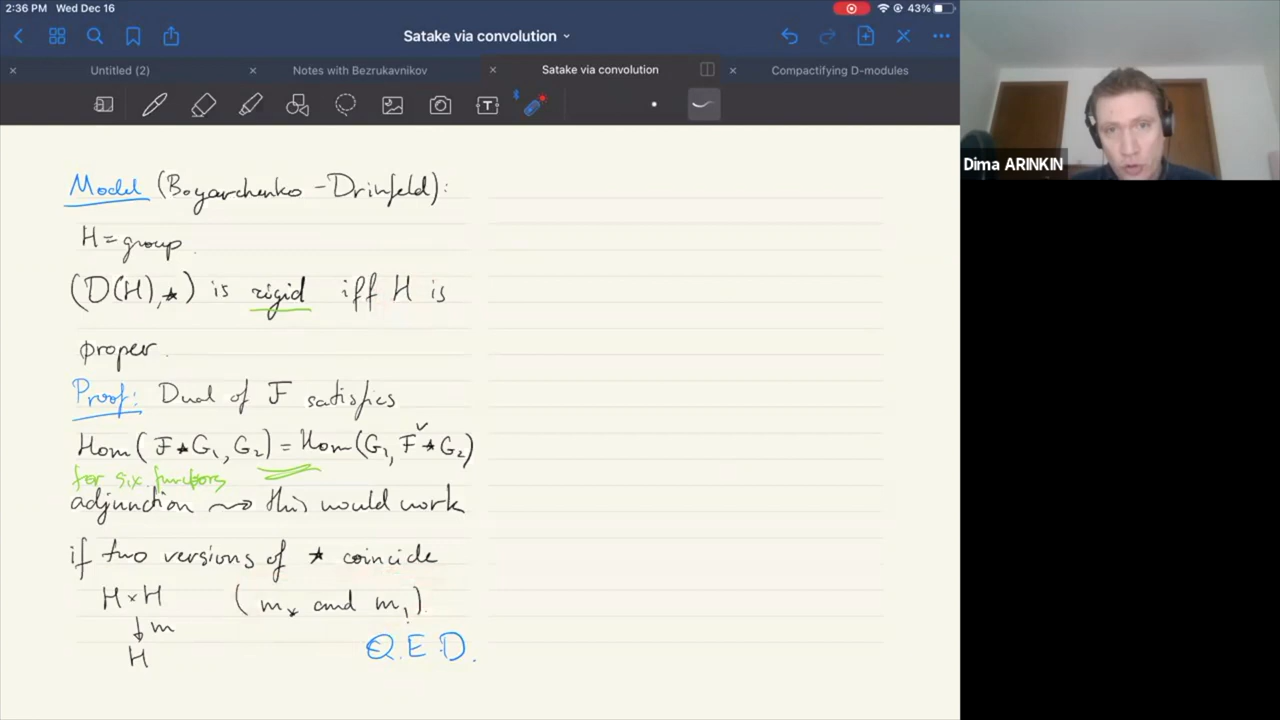 2:36 PM Wed Dec 16
43%
Satake via convolution
Untitled (2)
Notes with Bezrukavnikov
Satake via convolution
Compactifying D-modules
Dima ARINKIN
Model (Boyarchenko - Drinfeld):
H = group.
(D(H), ⋆) is rigid iff H is
proper.
Proof: Dual of F satisfies
Hom(F⋆G₁, G₂) = Hom(G₁, F^∨⋆G₂)
for six functors
adjunction ⇝ this would work
if two versions of ⋆ coincide
H × H (m_* and m_!).
↓ m
H Q.E.D.